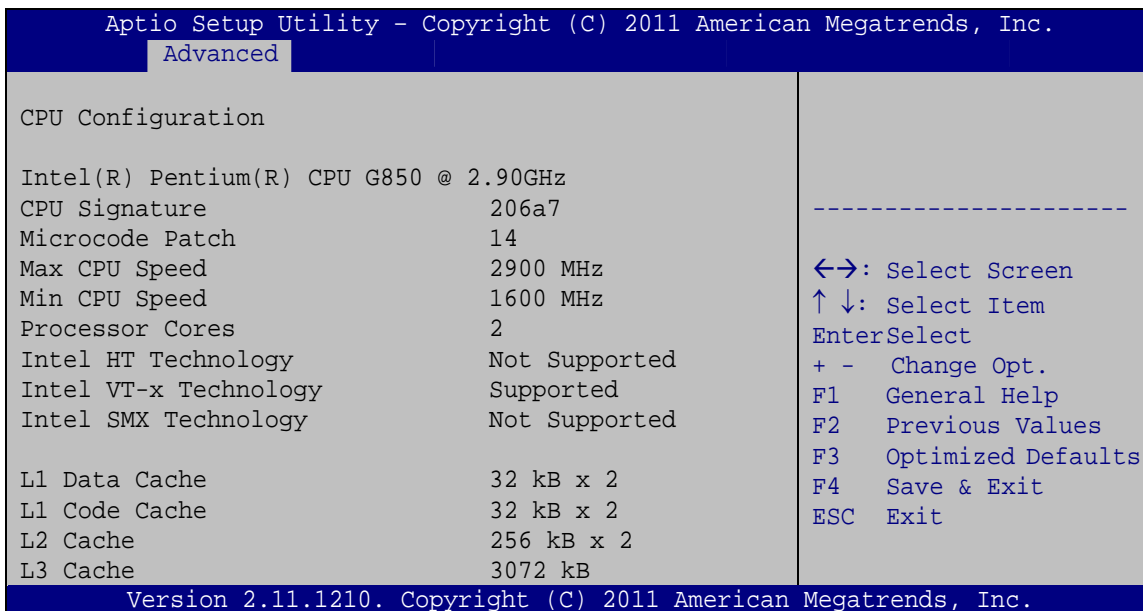 Aptio Setup Utility – Copyright (C) 2011 American Megatrends, Inc.
Advanced
CPU Configuration
Intel(R) Pentium(R) CPU G850 @ 2.90GHz
CPU Signature 206a7
Microcode Patch 14
Max CPU Speed 2900 MHz
Min CPU Speed 1600 MHz
Processor Cores 2
Intel HT Technology Not Supported
Intel VT-x Technology Supported
Intel SMX Technology Not Supported
L1 Data Cache 32 kB x 2
L1 Code Cache 32 kB x 2
L2 Cache 256 kB x 2
L3 Cache 3072 kB
----------------------
←→: Select Screen
↑ ↓: Select Item
EnterSelect
+ - Change Opt.
F1 General Help
F2 Previous Values
F3 Optimized Defaults
F4 Save & Exit
ESC Exit
Version 2.11.1210. Copyright (C) 2011 American Megatrends, Inc.